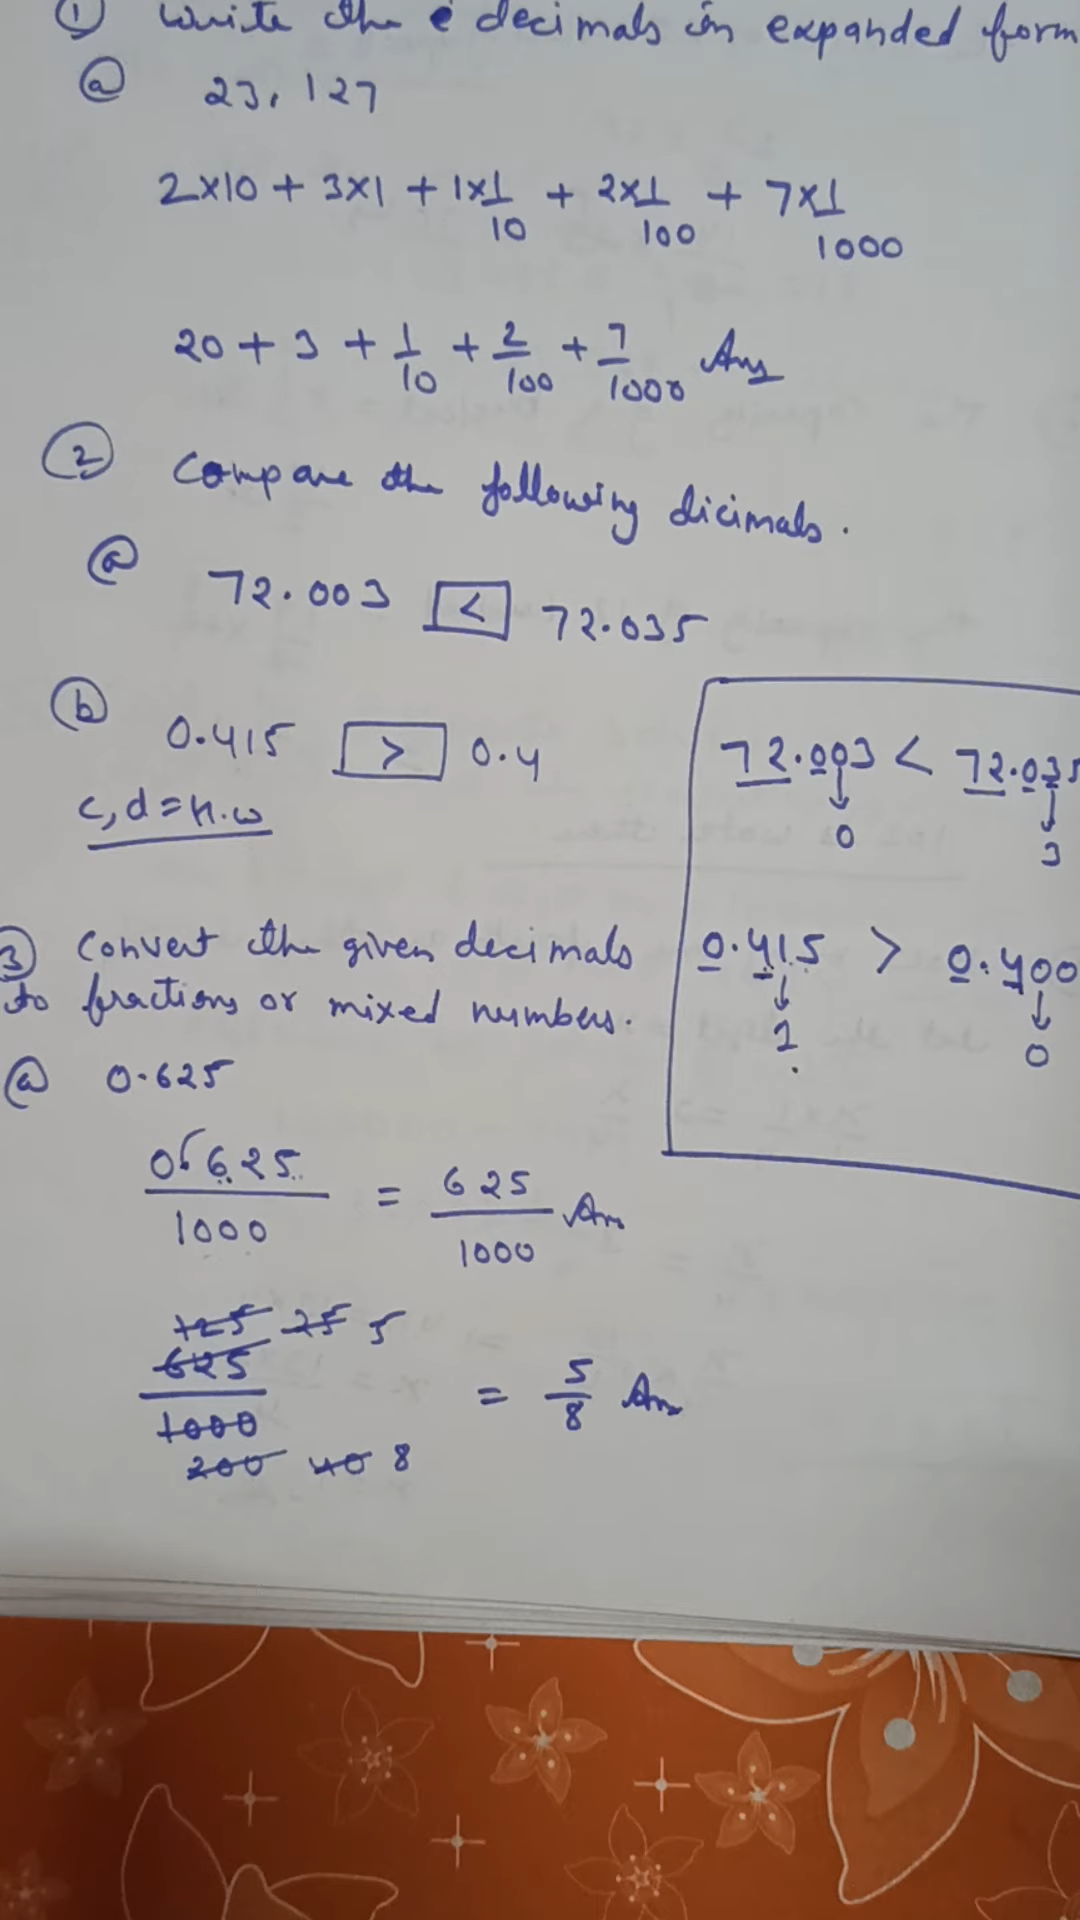 ① Write the decimals in expanded form
ⓐ 23.127
2×10 + 3×1 + 1×1/10 + 2×1/100 + 7×1/1000
20 + 3 + 1/10 + 2/100 + 7/1000 Ans
② Compare the following dicimals.
ⓐ 72.003 < 72.035
ⓑ 0.415 > 0.4
c, d = H.W
72.003 < 72.035
0 3
0.415 > 0.400
1 0
③ Convert the given decimals
to fractions or mixed numbers.
ⓐ 0.625
0.625/1000 = 625/1000 Ans
125 25 5
625
1000
200 40 8
= 5/8 Ans